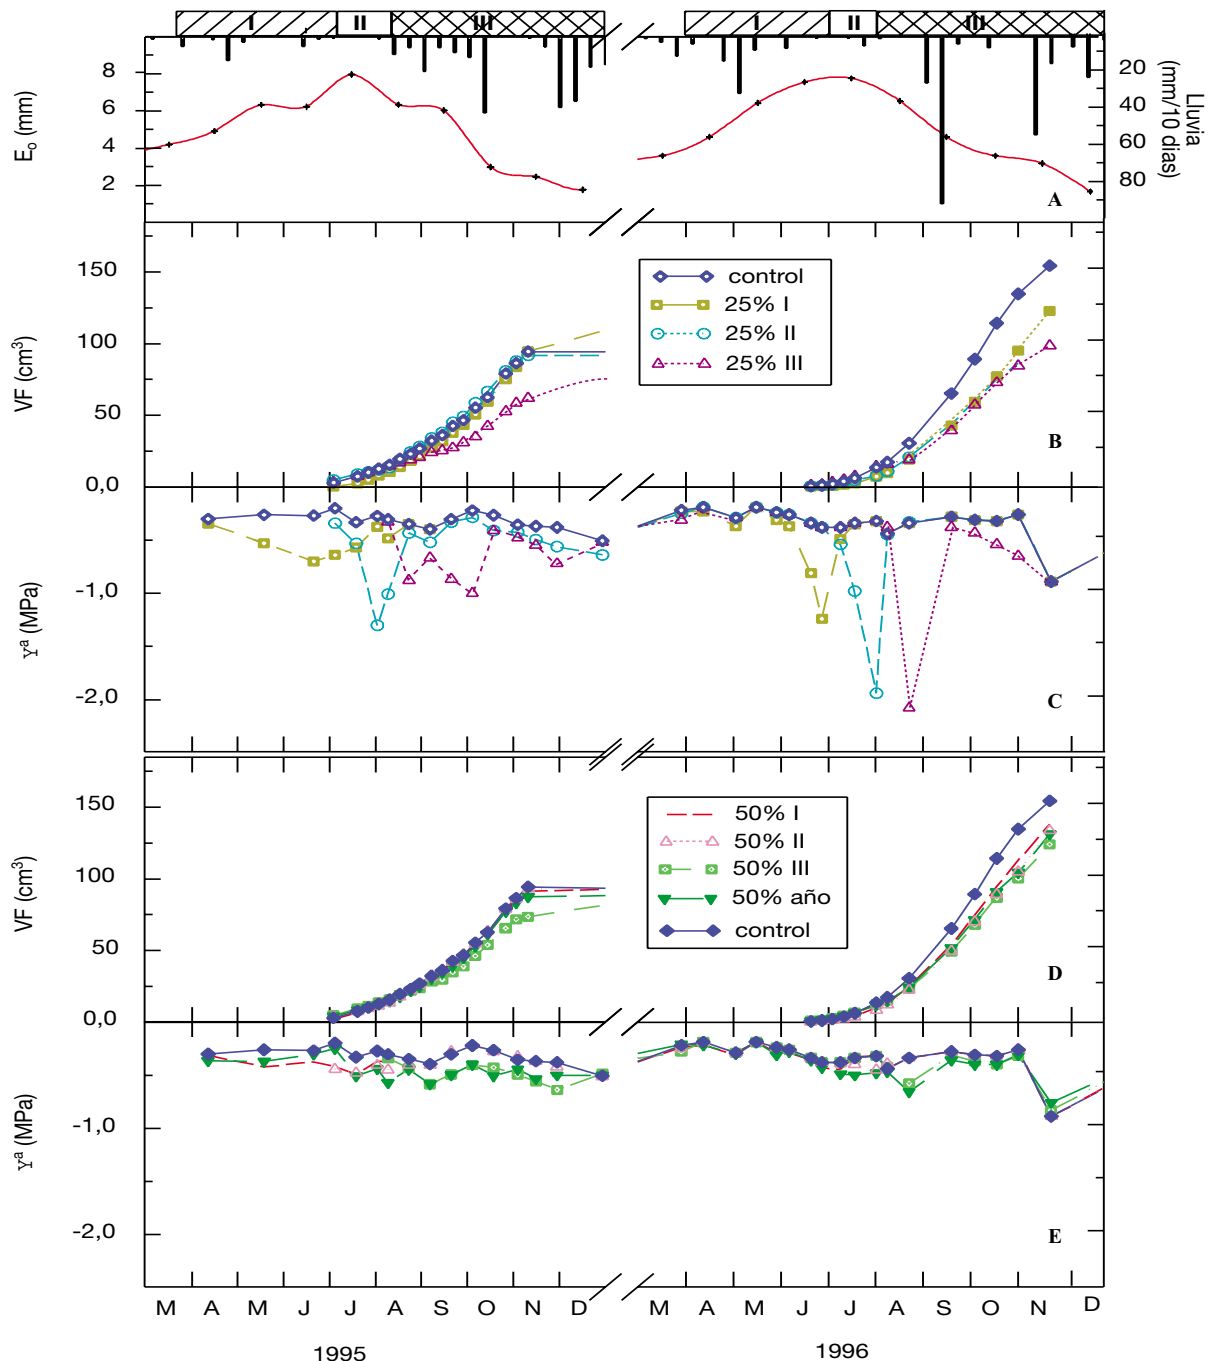 I II III I II III
8
6
4
2
E₀ (mm)
20
40
60
80
Lluvia
(mm/10 dias)
A
150
100
50
0,0
VF (cm³)
control
25% I
25% II
25% III
B
-1,0
-2,0
Υª (MPa)
C
150
100
50
0,0
VF (cm³)
50% I
50% II
50% III
50% año
control
D
-1,0
-2,0
Υª (MPa)
E
M A M J J A S O N D M A M J J A S O N D
1995 1996